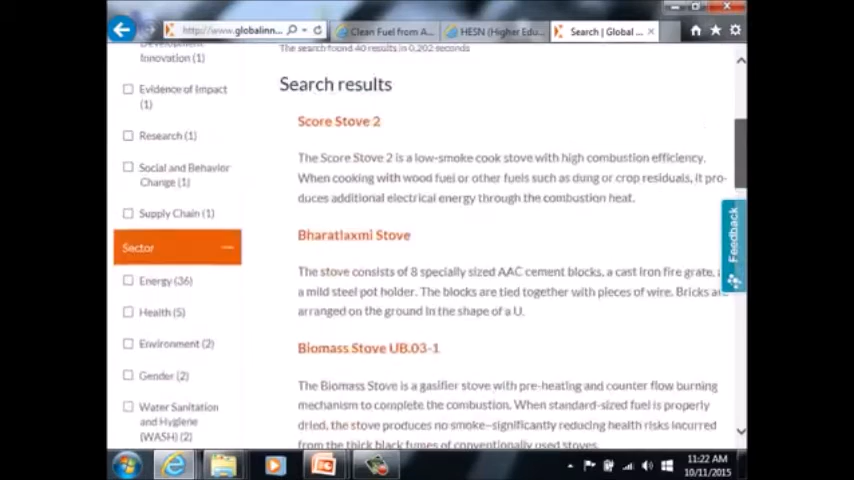 http://www.globalinn...
Clean Fuel from A...
HESN (Higher Edu...
Search | Global ...
Development
Innovation (1)
Evidence of Impact
(1)
Research (1)
Social and Behavior
Change (1)
Supply Chain (1)
Sector
Energy (36)
Health (5)
Environment (2)
Gender (2)
Water Sanitation
and Hygiene
(WASH) (2)
The search found 40 results in 0.202 seconds
Search results
Score Stove 2
The Score Stove 2 is a low-smoke cook stove with high combustion efficiency.
When cooking with wood fuel or other fuels such as dung or crop residuals, it pro-
duces additional electrical energy through the combustion heat.
Bharatlaxmi Stove
The stove consists of 8 specially sized AAC cement blocks, a cast iron fire grate,
a mild steel pot holder. The blocks are tied together with pieces of wire. Bricks are
arranged on the ground in the shape of a U.
Biomass Stove UB.03-1
The Biomass Stove is a gasifier stove with pre-heating and counter flow burning
mechanism to complete the combustion. When standard-sized fuel is properly
dried, the stove produces no smoke—significantly reducing health risks incurred
from the thick black fumes of conventionally used stoves.
Feedback
11:22 AM
10/11/2015